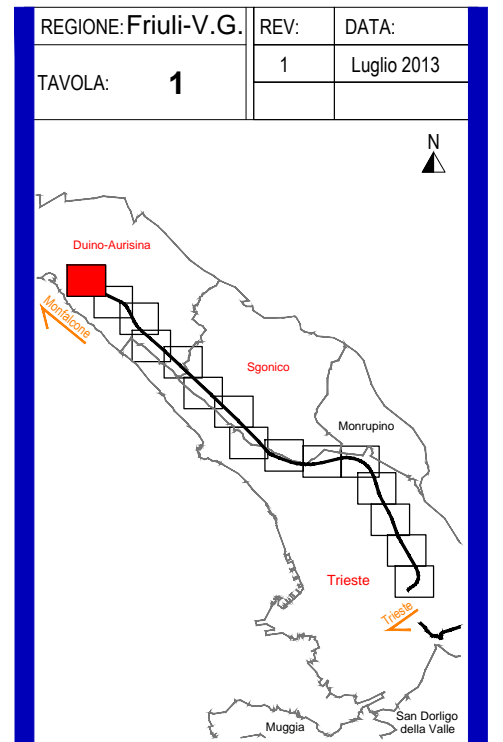 REGIONE: Friuli-V.G.
REV:
DATA:
1
Luglio 2013
TAVOLA: 1
N
Duino-Aurisina
Monfalcone
Sgonico
Monrupino
Trieste
Trieste
San Dorligo
della Valle
Muggia